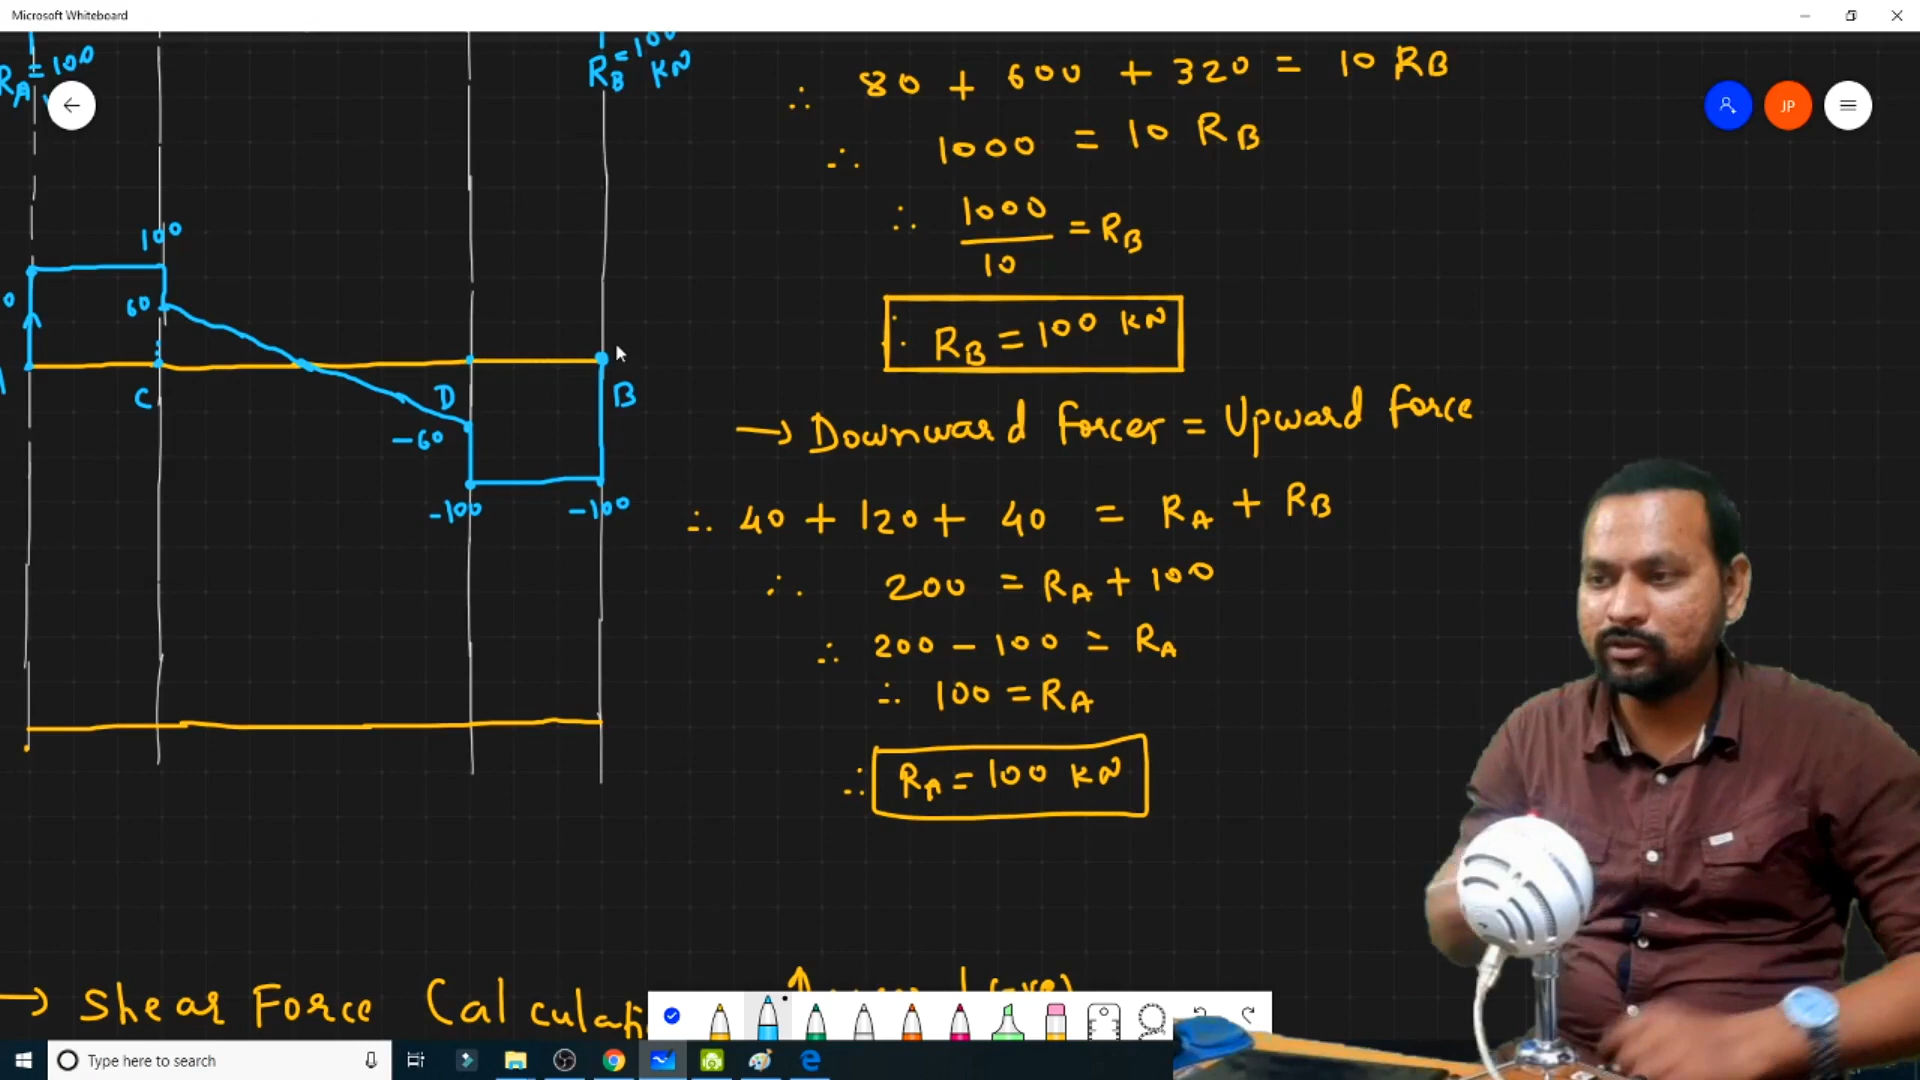 Microsoft Whiteboard
RA = 100
RB = 100 KN
∴ 80 + 600 + 320 = 10 RB
∴ 1000 = 10 RB
∴ 1000/10 = RB
∴ RB = 100 KN
→ Downward Forces = Upward Force
∴ 40 + 120 + 40 = RA + RB
∴ 200 = RA + 100
∴ 200 - 100 = RA
∴ 100 = RA
∴ RA = 100 KN
JP
100
60
0
C
D
B
-60
-100
-100
→ Shear Force
Type here to search